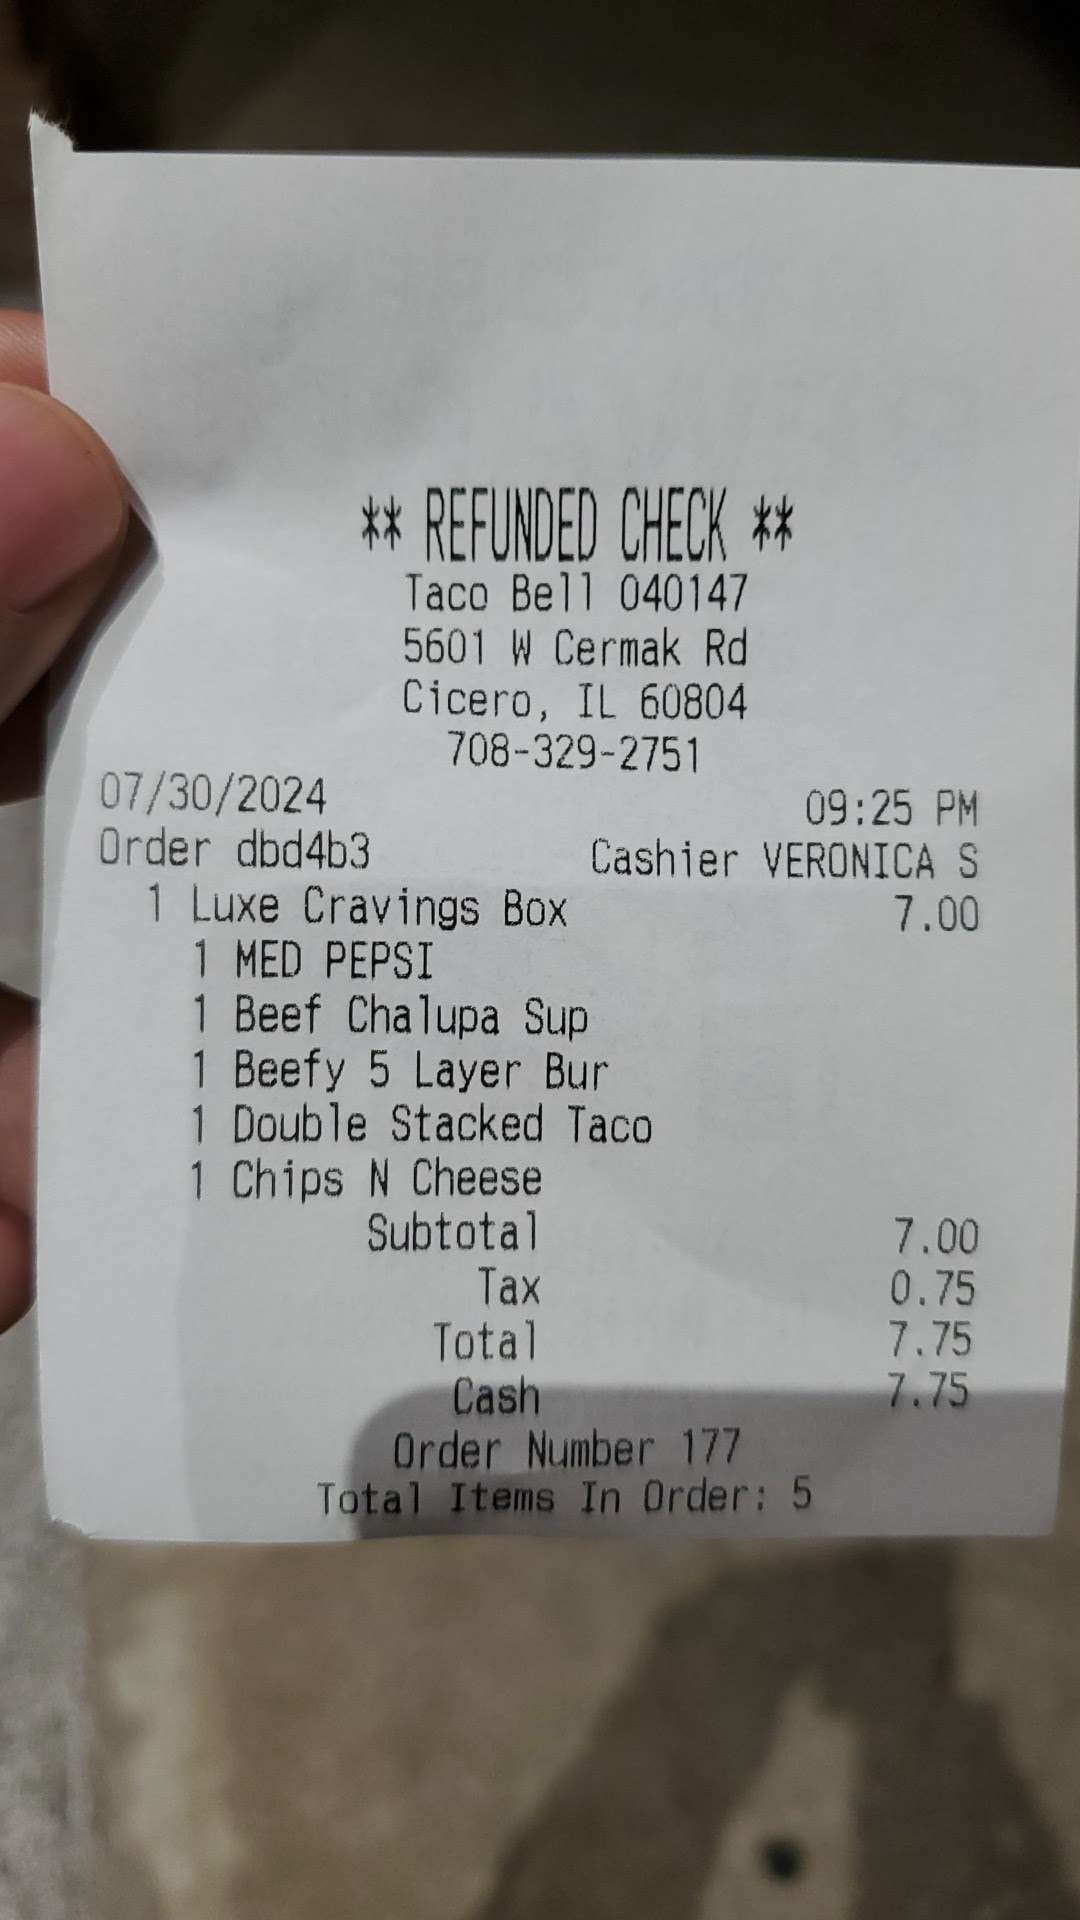 ** REFUNDED CHECK **
Taco Bell 040147
5601 W Cermak Rd
Cicero, IL 60804
708-329-2751
07/30/2024 09:25 PM
Order dbd4b3 Cashier VERONICA S
1 Luxe Cravings Box 7.00
1 MED PEPSI
1 Beef Chalupa Sup
1 Beefy 5 Layer Bur
1 Double Stacked Taco
1 Chips N Cheese
Subtotal 7.00
Tax 0.75
Total 7.75
Cash 7.75
Order Number 177
Total Items In Order: 5